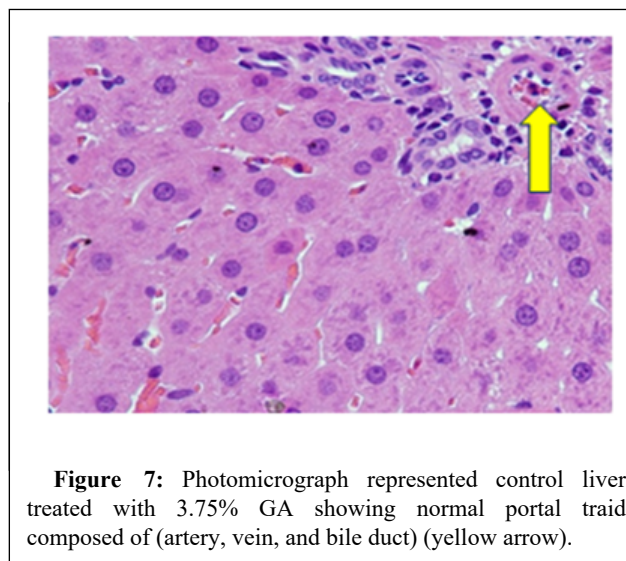 Figure 7: Photomicrograph represented control liver
treated with 3.75% GA showing normal portal traid
composed of (artery, vein, and bile duct) (yellow arrow).